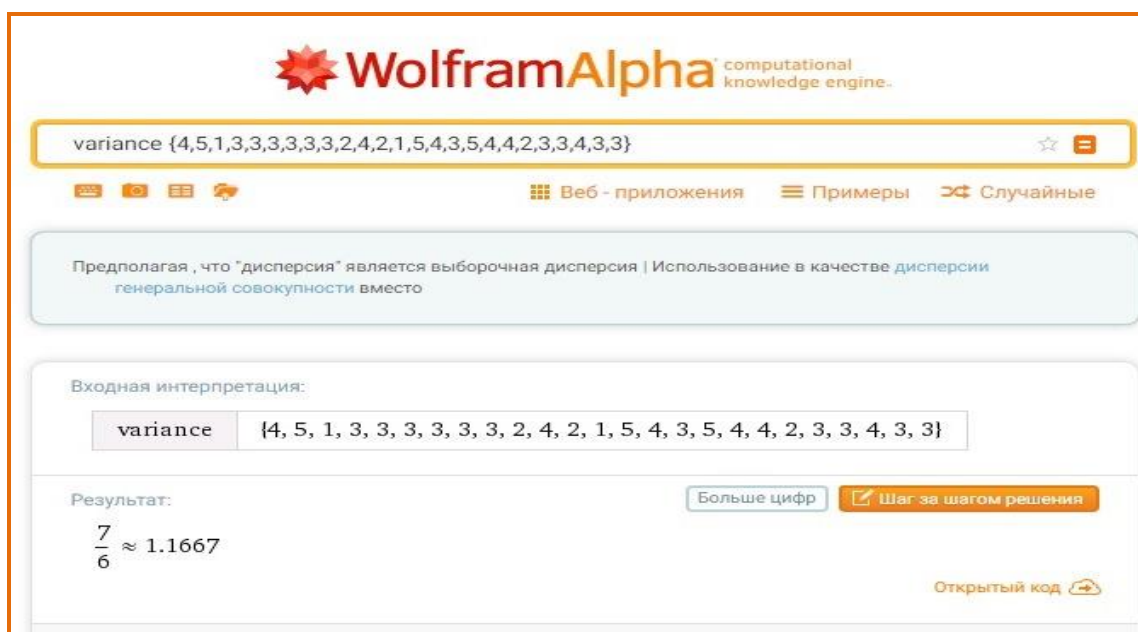 WolframAlpha computational
knowledge engine.
variance {4,5,1,3,3,3,3,3,3,2,4,2,1,5,4,3,5,4,4,2,3,3,4,3,3}
Веб - приложения Примеры Случайные
Предполагая , что "дисперсия" является выборочная дисперсия | Использование в качестве дисперсии
генеральной совокупности вместо
Входная интерпретация:
variance {4, 5, 1, 3, 3, 3, 3, 3, 3, 2, 4, 2, 1, 5, 4, 3, 5, 4, 4, 2, 3, 3, 4, 3, 3}
Результат: Больше цифр Шаг за шагом решения
7/6 ≈ 1.1667
Открытый код